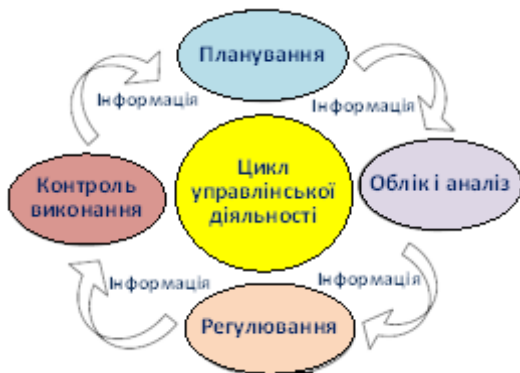 Планування
Інформація
Інформація
Цикл
управлінської
діяльності
Контроль
виконання
Облік і аналіз
Інформація
Інформація
Регулювання